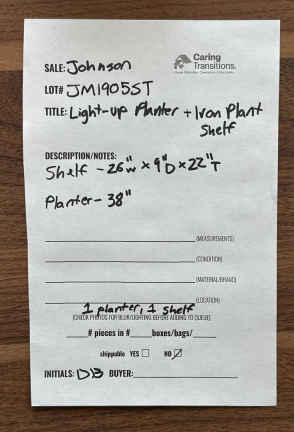 Caring
Transitions.
SALE: Johnson
LOT# JM1905ST
TITLE: Light-up Planter + Iron Plant
Shelf
DESCRIPTION/NOTES:
Shelf - 26"W x 9"D x 22"T
Planter - 38"
(MEASUREMENTS)
(CONDITION)
(MATERIAL/BRAND)
(LOCATION)
1 planter, 1 shelf
(CHECK PHOTOS FOR BLUR/LIGHTING BEFORE ADDING TO QUEUE)
# pieces in # boxes/bags/
shippable YES NO
INITIALS: DB BUYER: